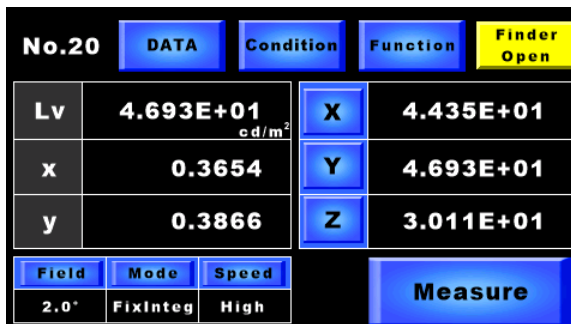 No.20 DATA Condition Function Finder Open
Lv 4.693E+01 cd/m² X 4.435E+01
x 0.3654 Y 4.693E+01
y 0.3866 Z 3.011E+01
Field Mode Speed Measure
2.0° FixInteg High